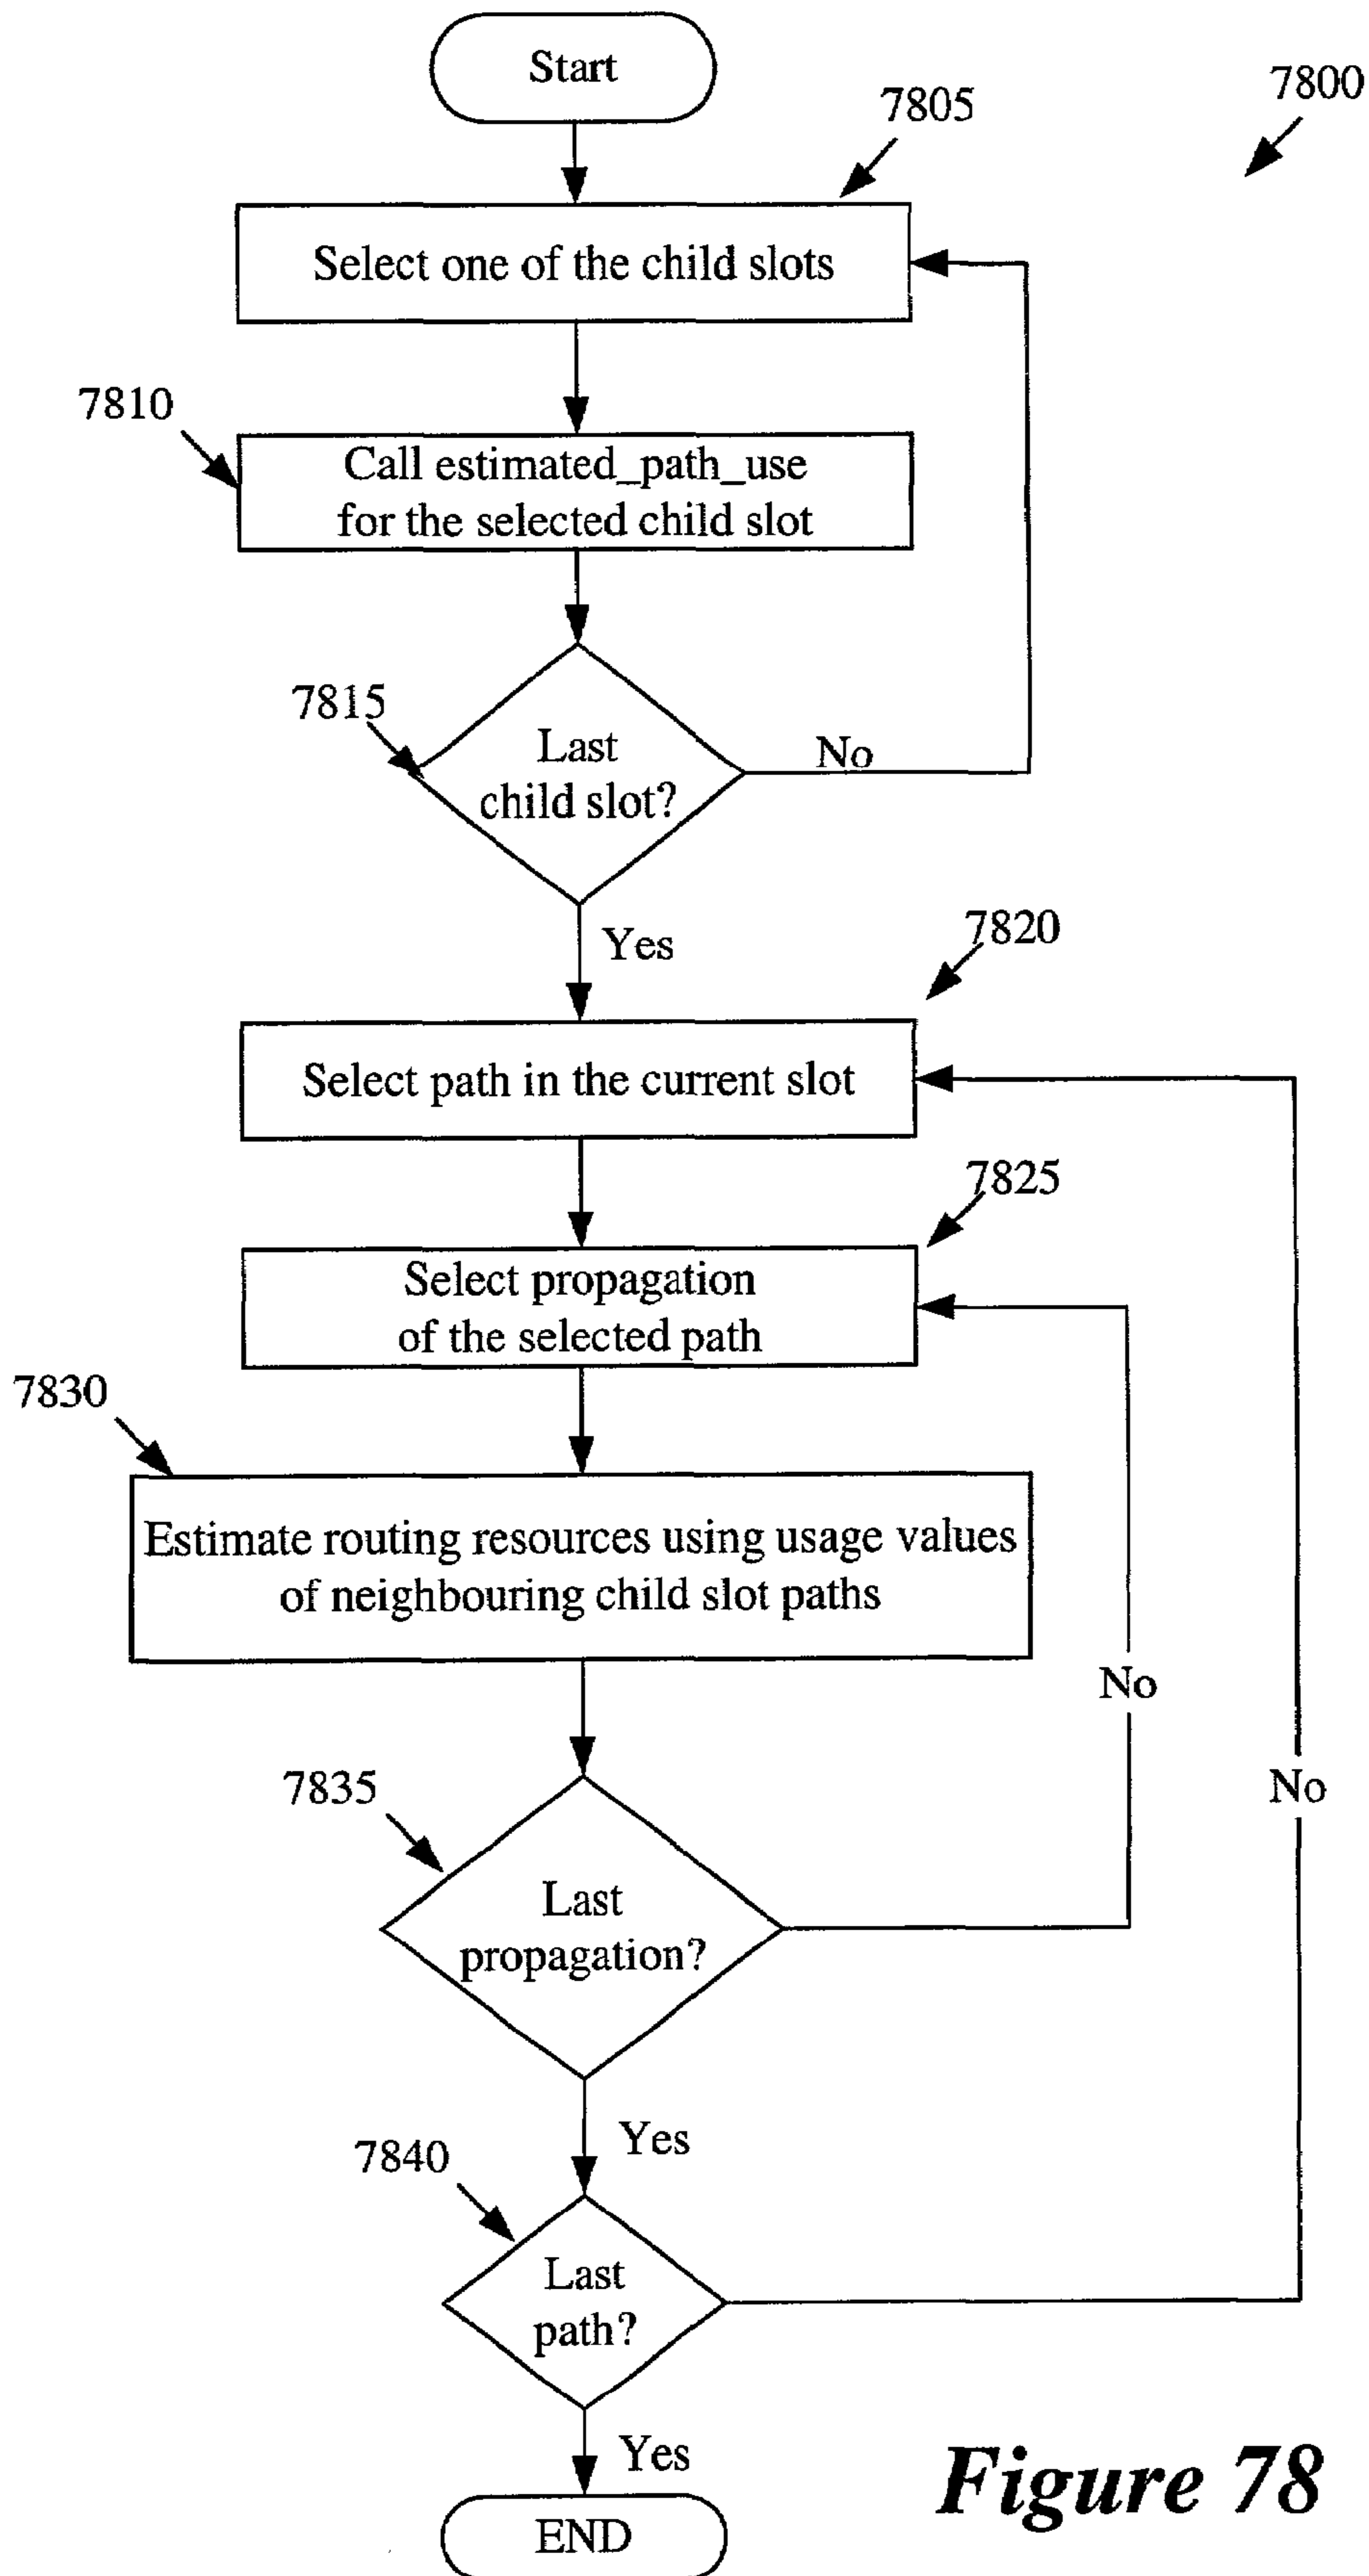 Start
7800
7805
Select one of the child slots
7810
Call estimated_path_use
for the selected child slot
7815
Last
child slot?
No
Yes
7820
Select path in the current slot
7825
Select propagation
of the selected path
7830
Estimate routing resources using usage values
of neighbouring child slot paths
No
7835
No
Last
propagation?
Yes
7840
Last
path?
Yes
Figure 78
END